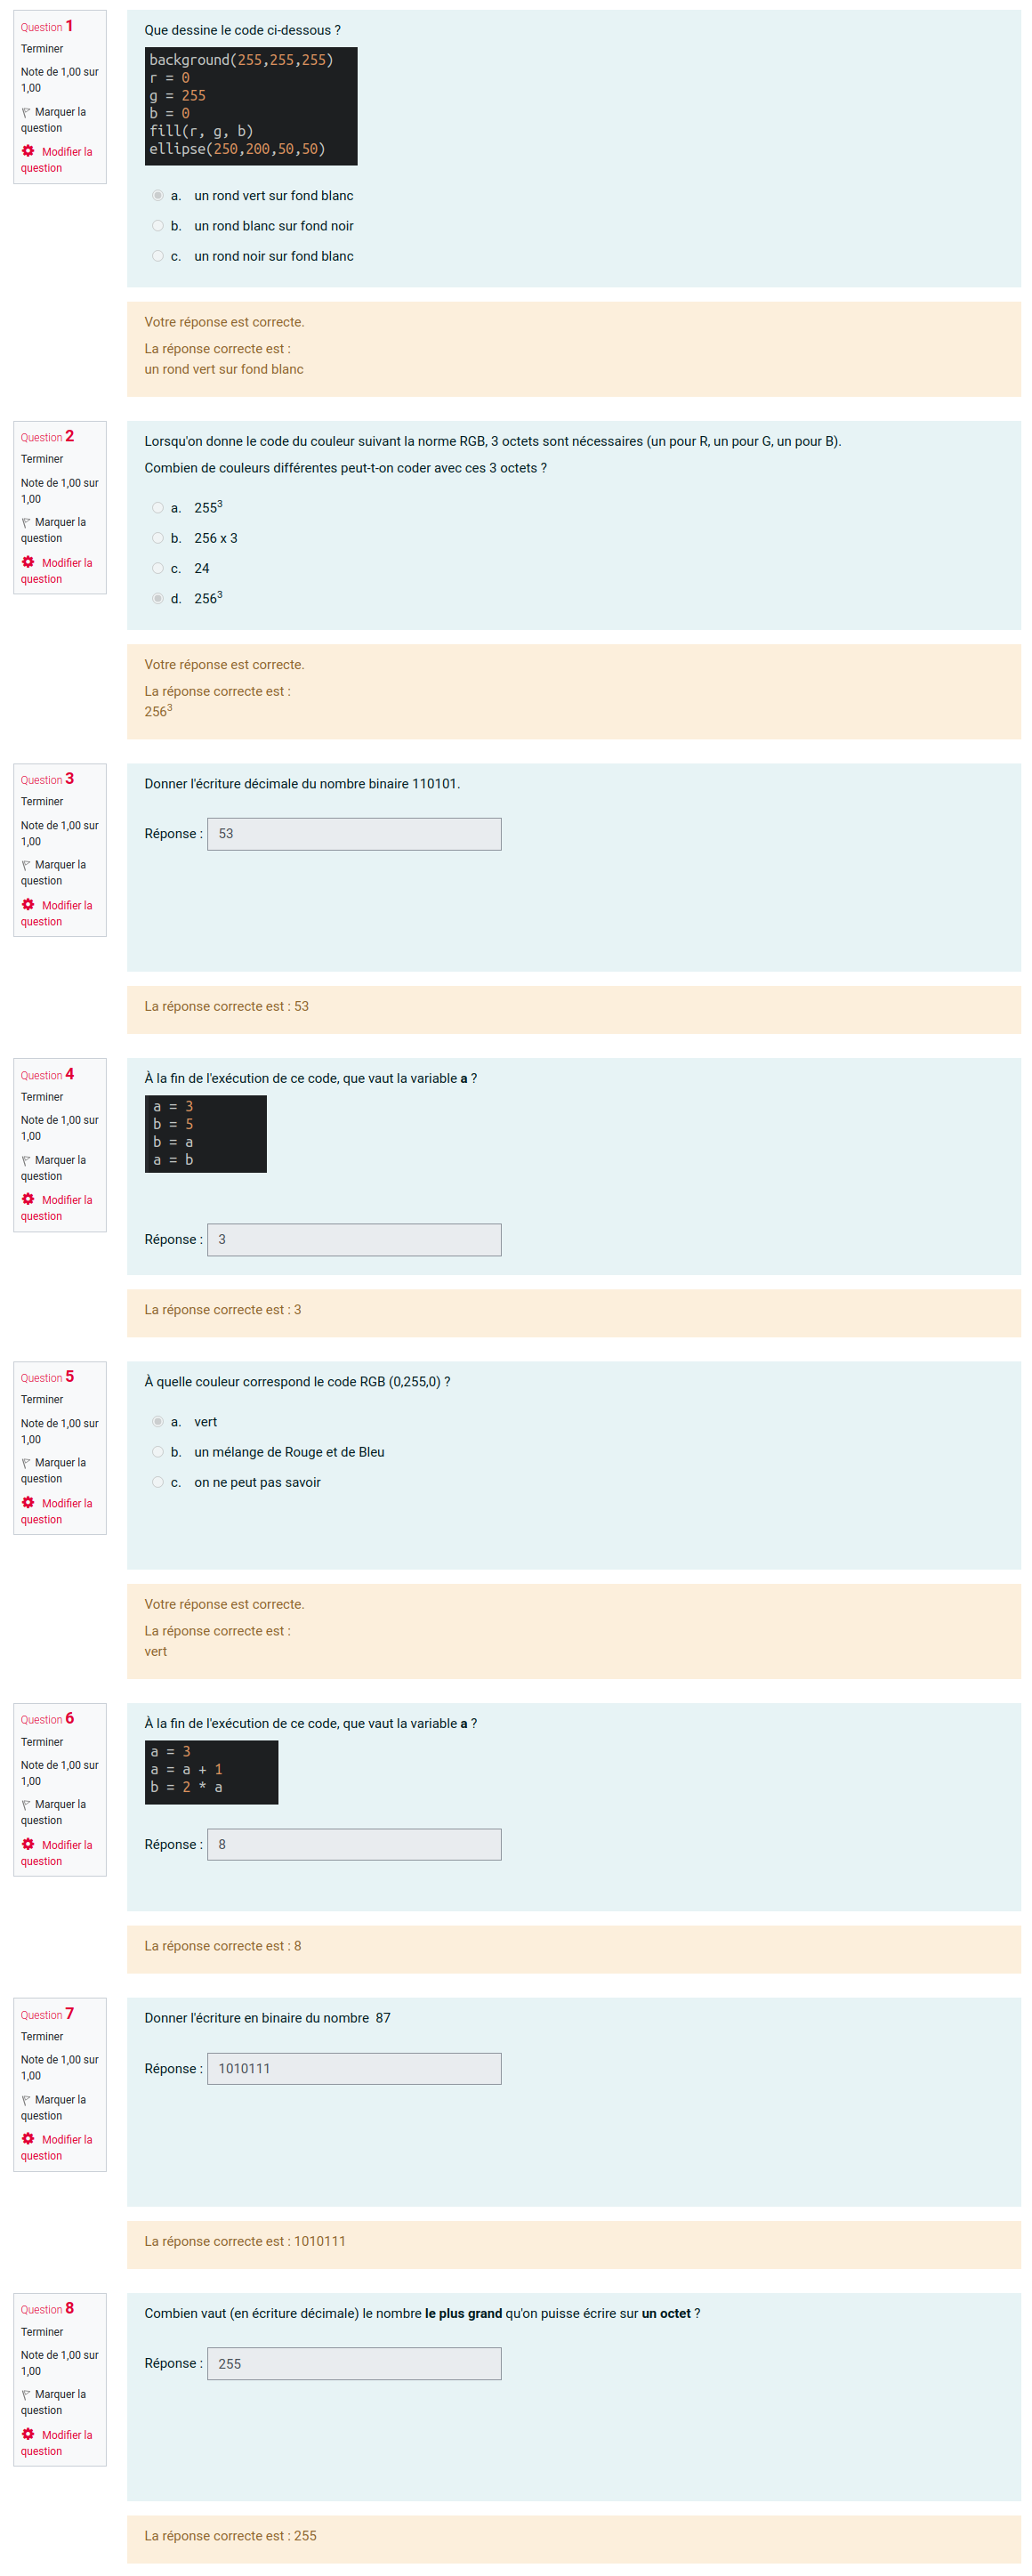 Question 1
Terminer
Note de 1,00 sur
1,00
Marquer la
question
Modifier la
question
Que dessine le code ci-dessous ?
background(255,255,255)
r = 0
g = 255
b = 0
fill(r, g, b)
ellipse(250,200,50,50)
a. un rond vert sur fond blanc
b. un rond blanc sur fond noir
c. un rond noir sur fond blanc
Votre réponse est correcte.
La réponse correcte est :
un rond vert sur fond blanc
Question 2
Terminer
Note de 1,00 sur
1,00
Marquer la
question
Modifier la
question
Lorsqu'on donne le code du couleur suivant la norme RGB, 3 octets sont nécessaires (un pour R, un pour G, un pour B).
Combien de couleurs différentes peut-t-on coder avec ces 3 octets ?
a. 255³
b. 256 x 3
c. 24
d. 256³
Votre réponse est correcte.
La réponse correcte est :
256³
Question 3
Terminer
Note de 1,00 sur
1,00
Marquer la
question
Modifier la
question
Donner l'écriture décimale du nombre binaire 110101.
Réponse : 53
La réponse correcte est : 53
Question 4
Terminer
Note de 1,00 sur
1,00
Marquer la
question
Modifier la
question
À la fin de l'exécution de ce code, que vaut la variable a ?
a = 3
b = 5
b = a
a = b
Réponse : 3
La réponse correcte est : 3
Question 5
Terminer
Note de 1,00 sur
1,00
Marquer la
question
Modifier la
question
À quelle couleur correspond le code RGB (0,255,0) ?
a. vert
b. un mélange de Rouge et de Bleu
c. on ne peut pas savoir
Votre réponse est correcte.
La réponse correcte est :
vert
Question 6
Terminer
Note de 1,00 sur
1,00
Marquer la
question
Modifier la
question
À la fin de l'exécution de ce code, que vaut la variable a ?
a = 3
a = a + 1
b = 2 * a
Réponse : 8
La réponse correcte est : 8
Question 7
Terminer
Note de 1,00 sur
1,00
Marquer la
question
Modifier la
question
Donner l'écriture en binaire du nombre 87
Réponse : 1010111
La réponse correcte est : 1010111
Question 8
Terminer
Note de 1,00 sur
1,00
Marquer la
question
Modifier la
question
Combien vaut (en écriture décimale) le nombre le plus grand qu'on puisse écrire sur un octet ?
Réponse : 255
La réponse correcte est : 255